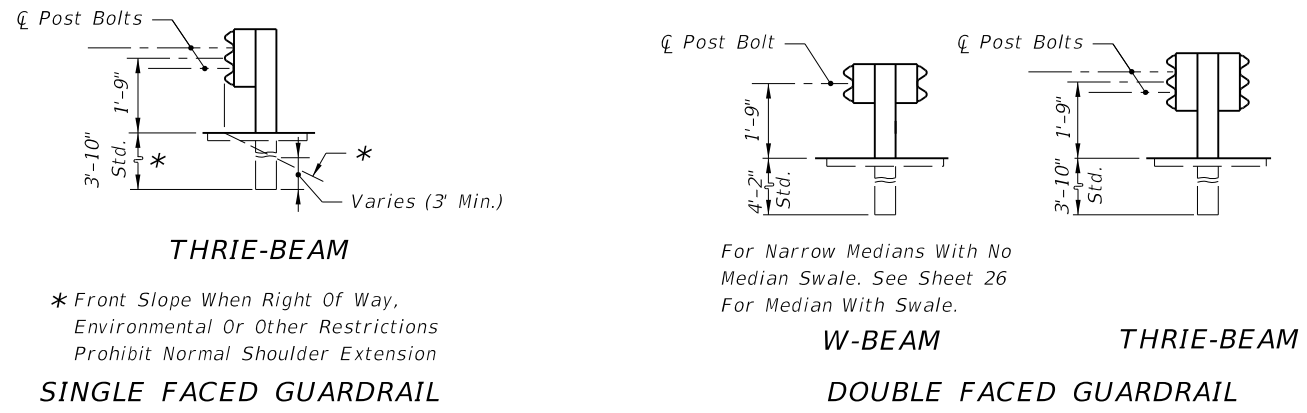 ℄ Post Bolts
1'-9"
3'-10"
Std.
*
*
Varies (3' Min.)
THRIE-BEAM
* Front Slope When Right Of Way,
Environmental Or Other Restrictions
Prohibit Normal Shoulder Extension
SINGLE FACED GUARDRAIL
℄ Post Bolt
1'-9"
4'-2"
Std.
℄ Post Bolts
1'-9"
3'-10"
Std.
For Narrow Medians With No
Median Swale. See Sheet 26
For Median With Swale.
W-BEAM
THRIE-BEAM
DOUBLE FACED GUARDRAIL